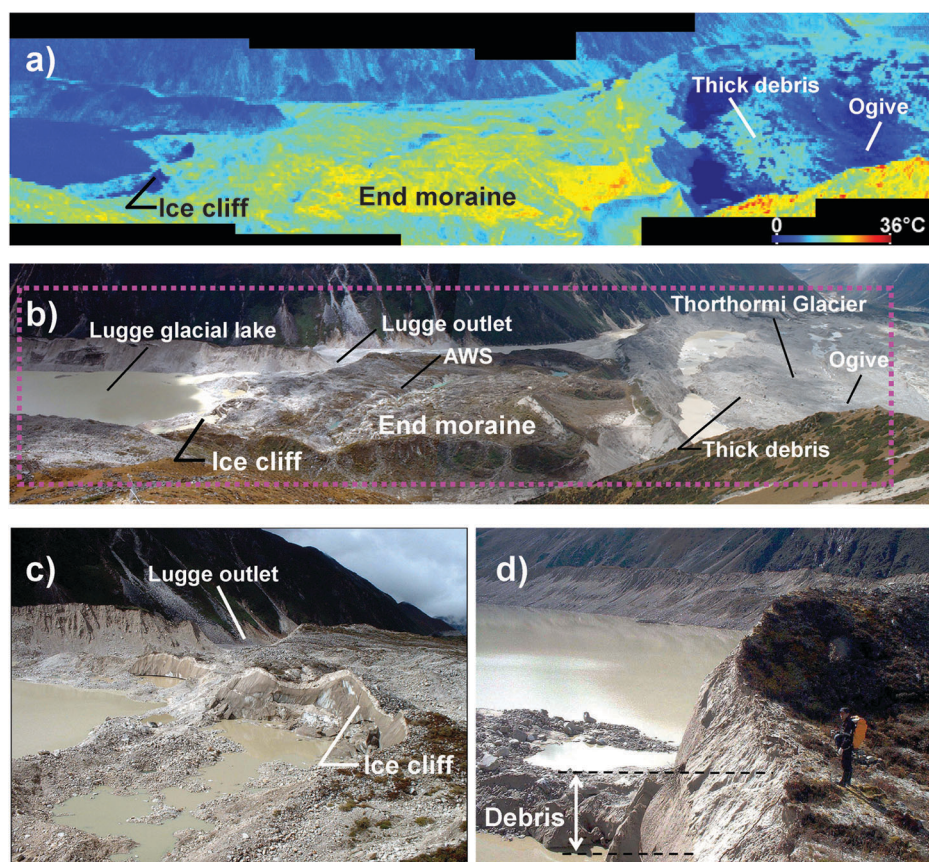 a)
Thick debris
Ogive
Ice cliff
End moraine
0 36°C
b)
Lugge glacial lake
Lugge outlet
AWS
Thorthormi Glacier
Ogive
End moraine
Ice cliff
Thick debris
c)
Lugge outlet
Ice cliff
d)
Debris